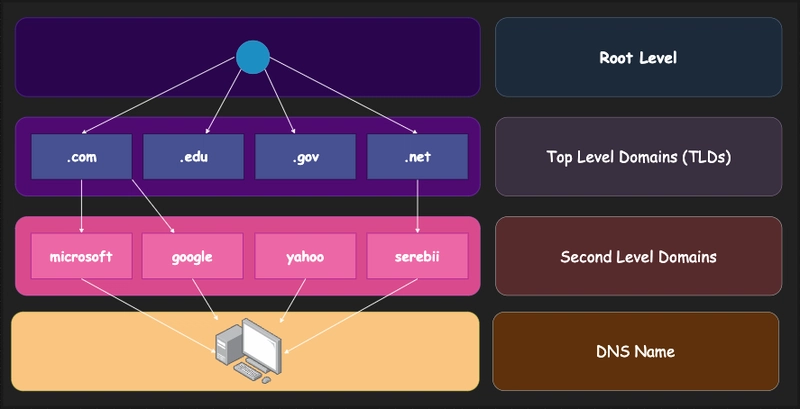 Root Level
.com
.edu
.gov
.net
Top Level Domains (TLDs)
microsoft
google
yahoo
serebii
Second Level Domains
DNS Name